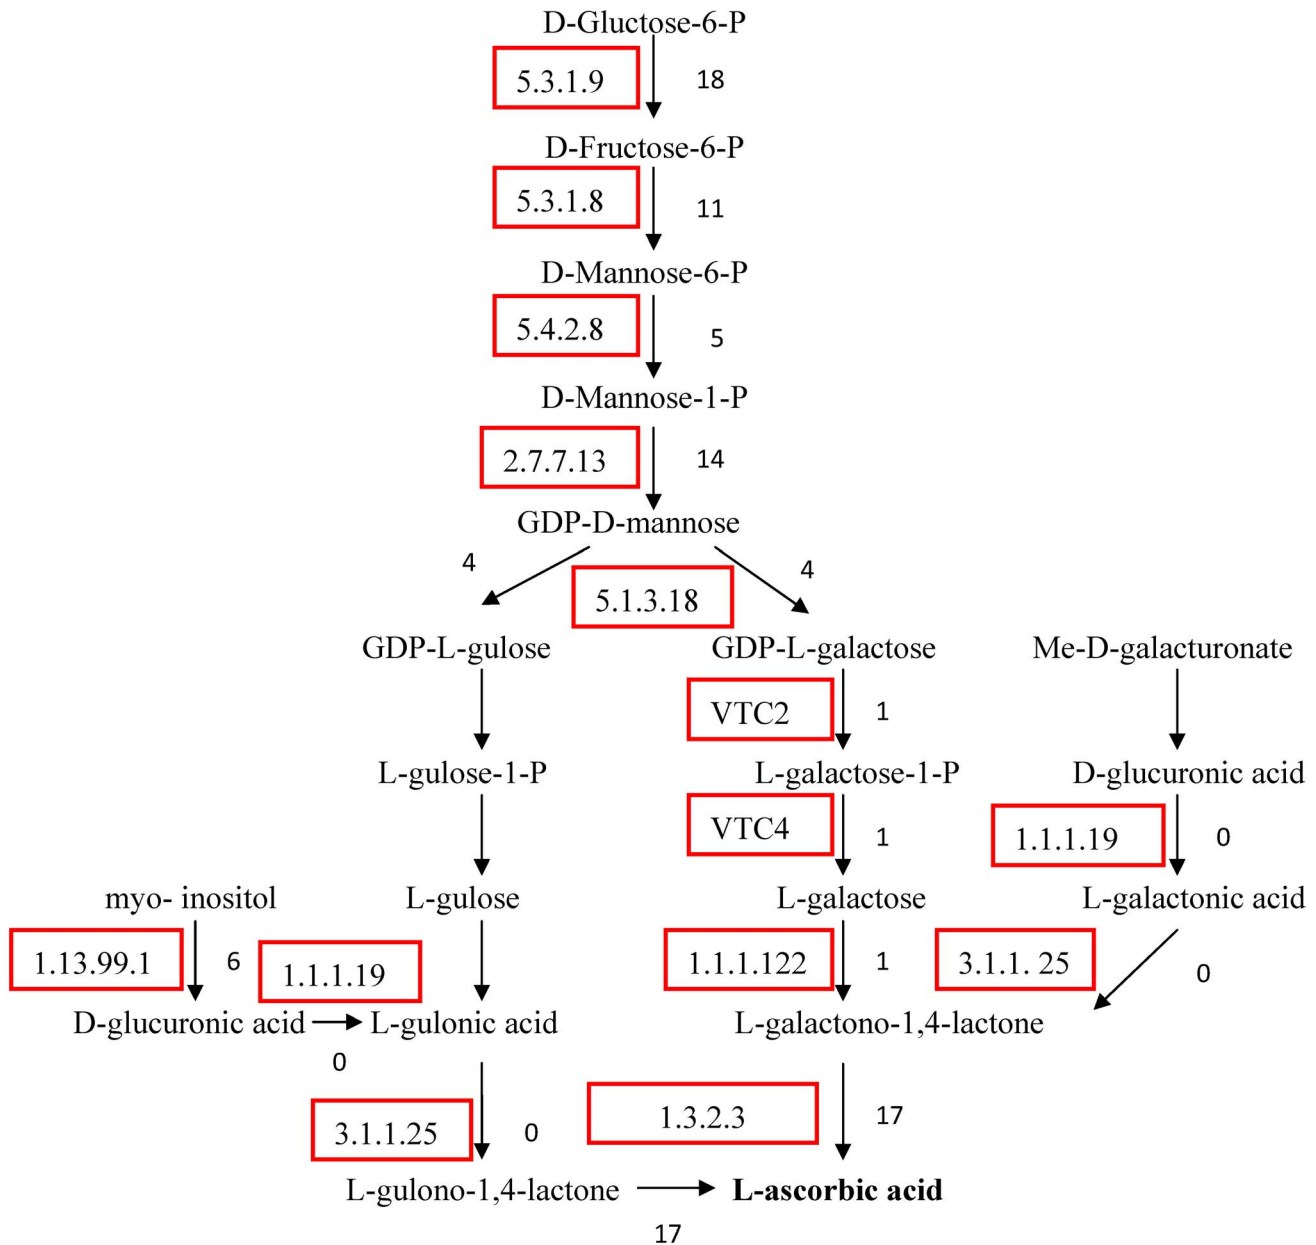 D-Gluctose-6-P
5.3.1.9 18
D-Fructose-6-P
5.3.1.8 11
D-Mannose-6-P
5.4.2.8 5
D-Mannose-1-P
2.7.7.13 14
GDP-D-mannose
4 4
5.1.3.18
GDP-L-gulose GDP-L-galactose Me-D-galacturonate
VTC2 1
L-gulose-1-P L-galactose-1-P D-glucuronic acid
VTC4 1 1.1.1.19 0
myo- inositol L-gulose L-galactose L-galactonic acid
1.13.99.1 6 1.1.1.19 1.1.1.122 1 3.1.1. 25 0
D-glucuronic acid L-gulonic acid L-galactono-1,4-lactone
0
3.1.1.25 0 1.3.2.3 17
L-gulono-1,4-lactone L-ascorbic acid
17